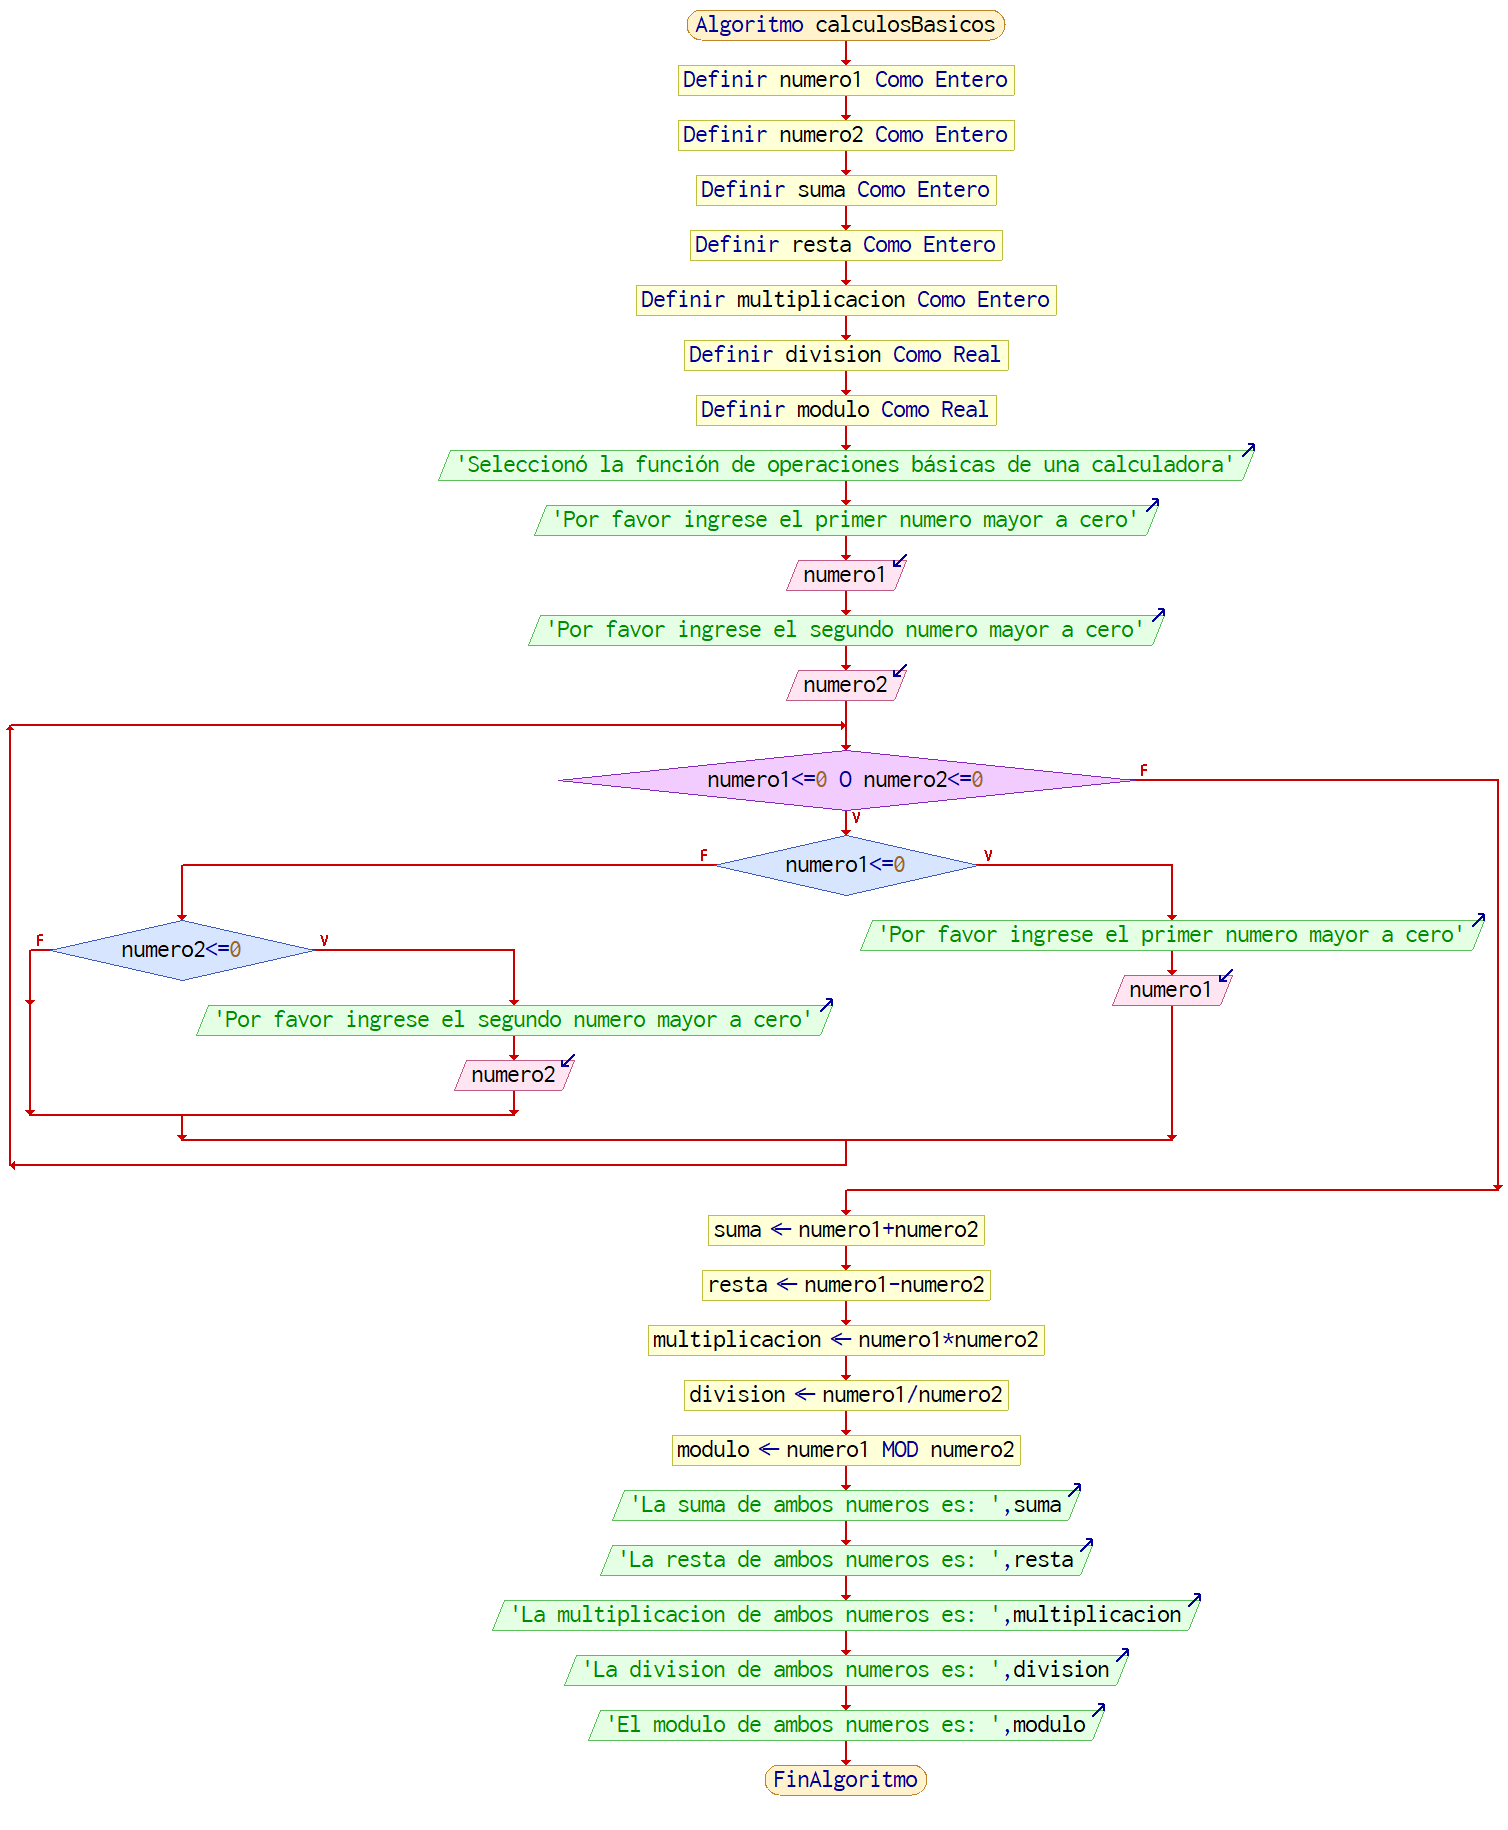 Algoritmo calculosBasicos
Definir numero1 Como Entero
Definir numero2 Como Entero
Definir suma Como Entero
Definir resta Como Entero
Definir multiplicacion Como Entero
Definir division Como Real
Definir modulo Como Real
'Seleccionó la función de operaciones básicas de una calculadora'
'Por favor ingrese el primer numero mayor a cero'
numero1
'Por favor ingrese el segundo numero mayor a cero'
numero2
numero1<=0 O numero2<=0
F
V
numero1<=0
F
V
numero2<=0
F
V
'Por favor ingrese el primer numero mayor a cero'
numero1
'Por favor ingrese el segundo numero mayor a cero'
numero2
suma ← numero1+numero2
resta ← numero1-numero2
multiplicacion ← numero1*numero2
division ← numero1/numero2
modulo ← numero1 MOD numero2
'La suma de ambos numeros es: ',suma
'La resta de ambos numeros es: ',resta
'La multiplicacion de ambos numeros es: ',multiplicacion
'La division de ambos numeros es: ',division
'El modulo de ambos numeros es: ',modulo
FinAlgoritmo